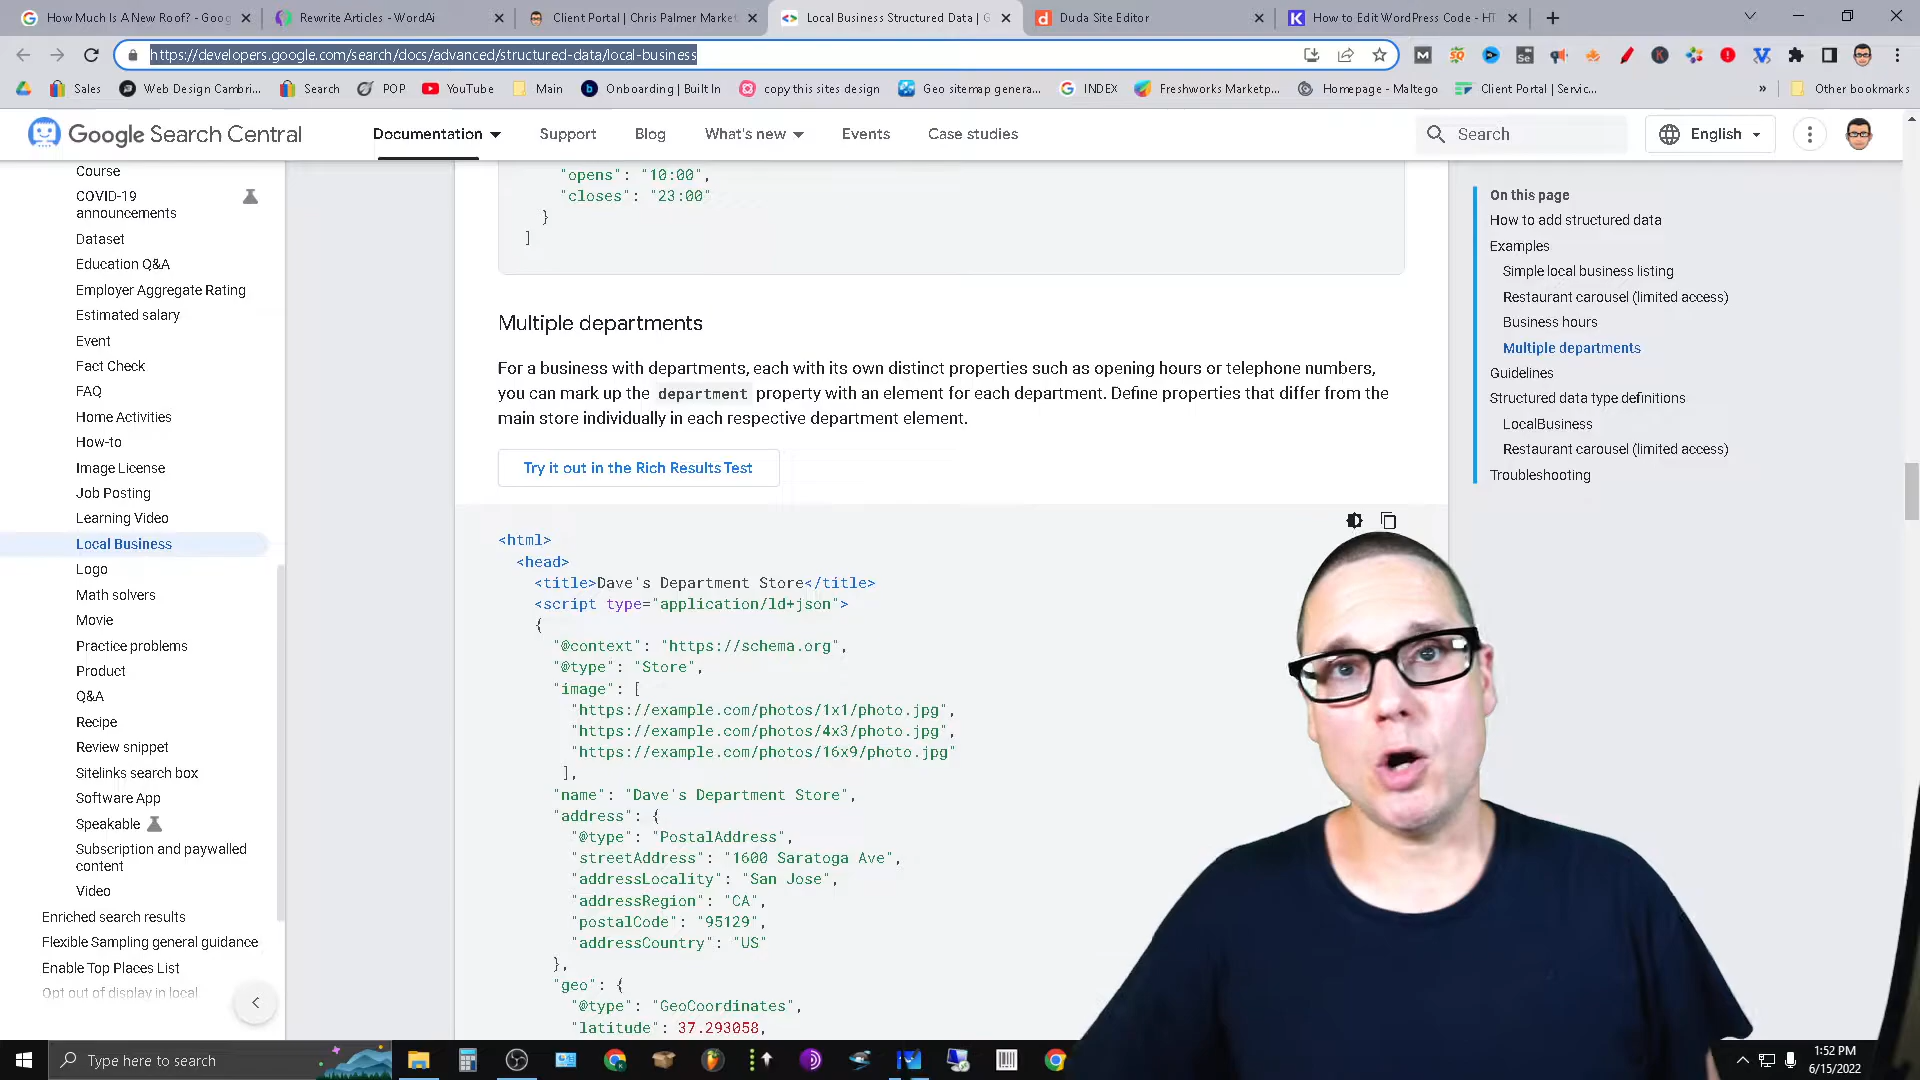 How Much Is A New Roof? - Goog
Rewrite Articles - WordAi
Client Portal | Chris Palmer Market
Local Business Structured Data | G
Duda Site Editor
How to Edit WordPress Code - HT
https://developers.google.com/search/docs/advanced/structured-data/local-business
Sales
Web Design Cambri...
Search
POP
YouTube
Main
Onboarding | Built In
copy this sites design
Geo sitemap genera...
INDEX
Freshworks Marketp...
Homepage - Maltego
Client Portal | Servic...
»
Other bookmarks
Google Search Central
Documentation
Support
Blog
What's new
Events
Case studies
Search
English
Course
COVID-19
announcements
Dataset
Education Q&A
Employer Aggregate Rating
Estimated salary
Event
Fact Check
FAQ
Home Activities
How-to
Image License
Job Posting
Learning Video
Local Business
Logo
Math solvers
Movie
Practice problems
Product
Q&A
Recipe
Review snippet
Sitelinks search box
Software App
Speakable
Subscription and paywalled
content
Video
Enriched search results
Flexible Sampling general guidance
Enable Top Places List
Opt out of display in local
"opens": "10:00",
"closes": "23:00"
}
]
Multiple departments
For a business with departments, each with its own distinct properties such as opening hours or telephone numbers,
you can mark up the department property with an element for each department. Define properties that differ from the
main store individually in each respective department element.
Try it out in the Rich Results Test
<html>
<head>
<title>Dave's Department Store</title>
<script type="application/ld+json">
{
"@context": "https://schema.org",
"@type": "Store",
"image": [
"https://example.com/photos/1x1/photo.jpg",
"https://example.com/photos/4x3/photo.jpg",
"https://example.com/photos/16x9/photo.jpg"
],
"name": "Dave's Department Store",
"address": {
"@type": "PostalAddress",
"streetAddress": "1600 Saratoga Ave",
"addressLocality": "San Jose",
"addressRegion": "CA",
"postalCode": "95129",
"addressCountry": "US"
},
"geo": {
"@type": "GeoCoordinates",
"latitude": 37.293058,
On this page
How to add structured data
Examples
Simple local business listing
Restaurant carousel (limited access)
Business hours
Multiple departments
Guidelines
Structured data type definitions
LocalBusiness
Restaurant carousel (limited access)
Troubleshooting
Type here to search
1:52 PM
6/15/2022